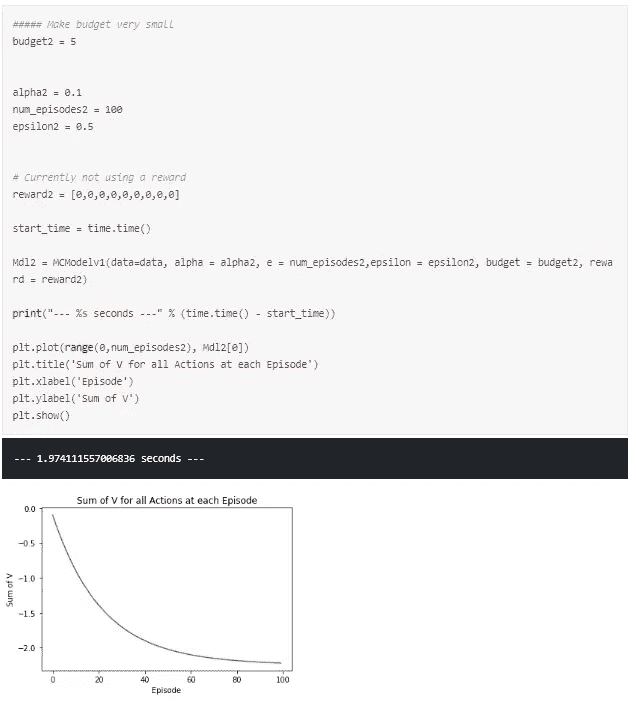 ##### Make budget very small
budget2 = 5
alpha2 = 0.1
num_episodes2 = 100
epsilon2 = 0.5
# Currently not using a reward
reward2 = [0,0,0,0,0,0,0,0,0]
start_time = time.time()
Mdl2 = MCModelv1(data=data, alpha = alpha2, e = num_episodes2,epsilon = epsilon2, budget = budget2, rewa
rd = reward2)
print("--- %s seconds ---" % (time.time() - start_time))
plt.plot(range(0,num_episodes2), Mdl2[0])
plt.title('Sum of V for all Actions at each Episode')
plt.xlabel('Episode')
plt.ylabel('Sum of V')
plt.show()
--- 1.974111557006836 seconds ---
Sum of V for all Actions at each Episode
0.0
−0.5
−1.0
−1.5
−2.0
Sum of V
0 20 40 60 80 100
Episode